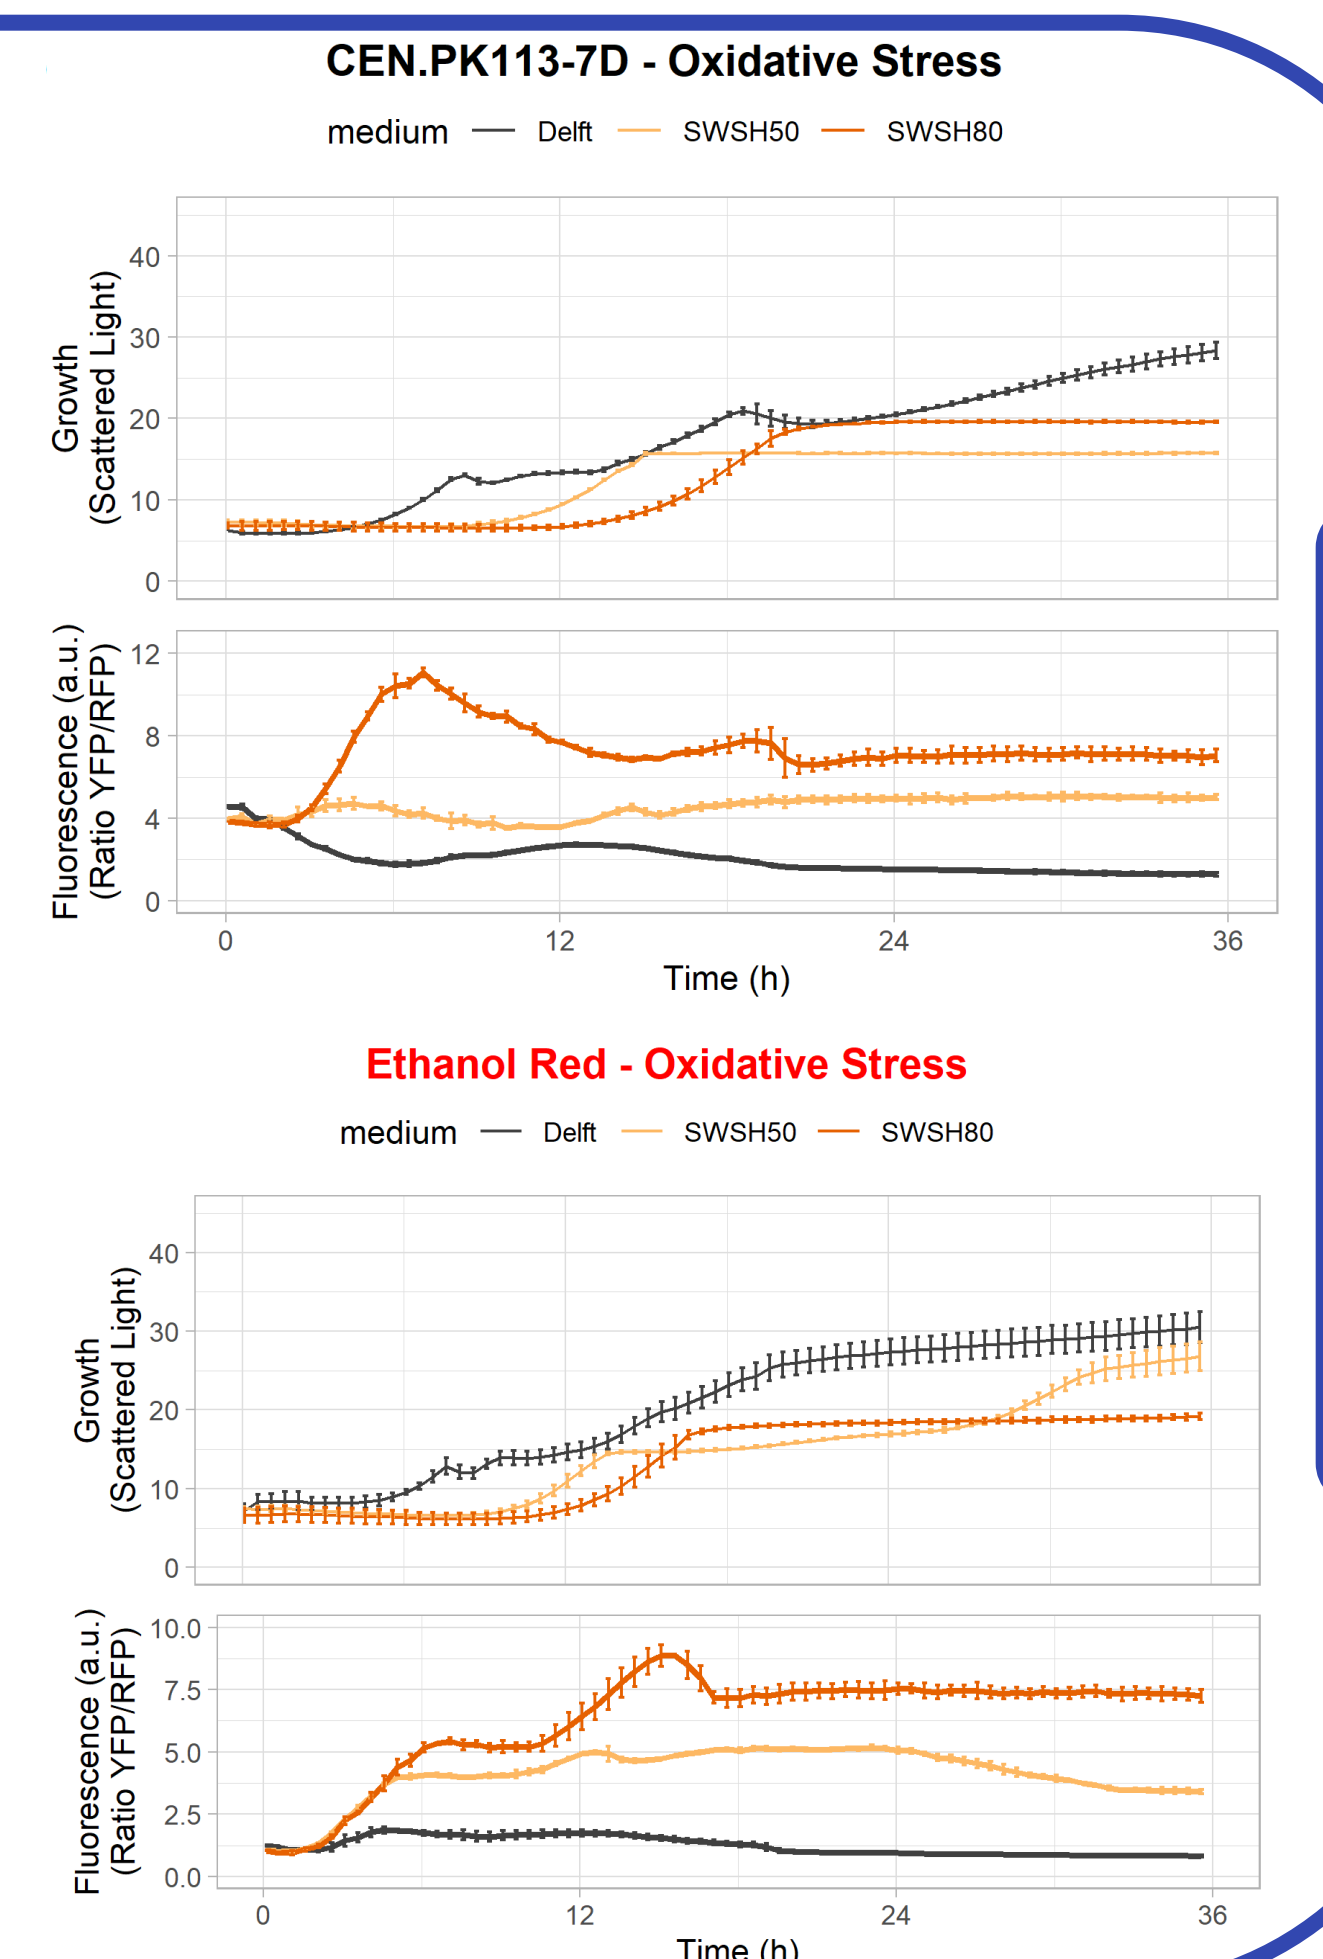 CEN.PK113-7D - Oxidative Stress
medium Delft SWSH50 SWSH80
Growth
(Scattered Light)
40
30
20
10
0
Fluorescence (a.u.)
(Ratio YFP/RFP)
12
8
4
0
0 12 24 36
Time (h)
Ethanol Red - Oxidative Stress
medium Delft SWSH50 SWSH80
Growth
(Scattered Light)
40
30
20
10
0
Fluorescence (a.u.)
(Ratio YFP/RFP)
10.0
7.5
5.0
2.5
0.0
0 12 24 36
Time (h)